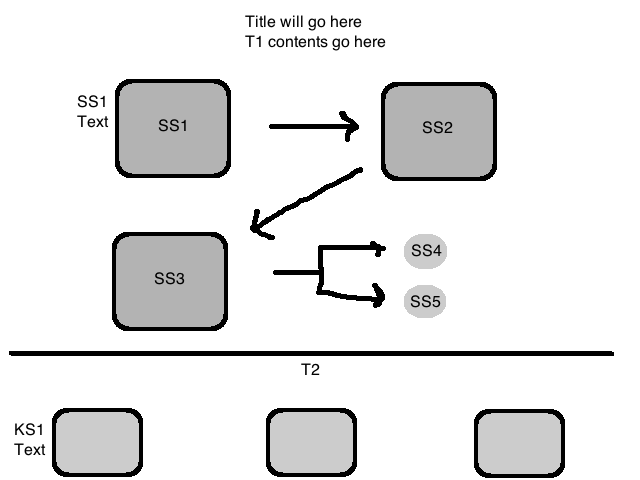 Title will go here
T1 contents go here
SS1
Text
SS1
SS2
SS3
SS4
SS5
T2
KS1
Text